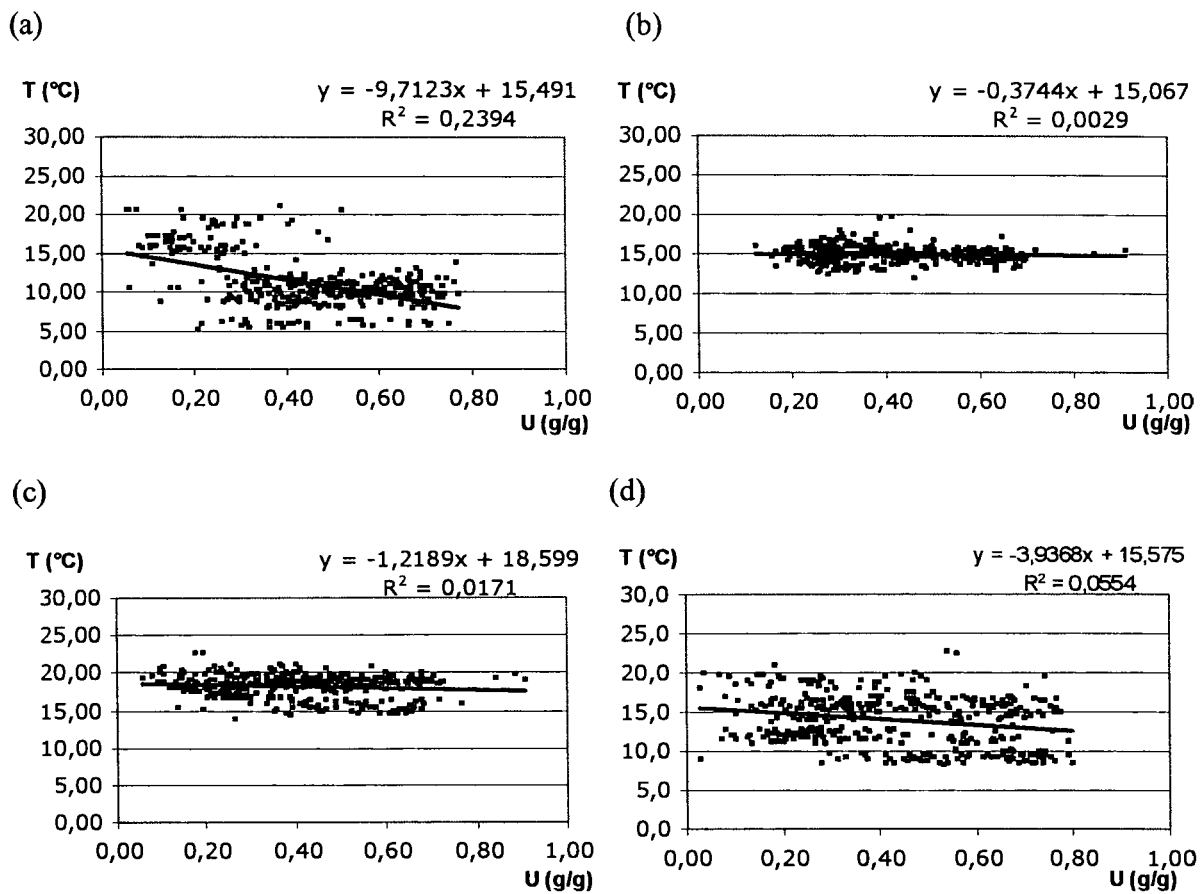 (a)
T (°C)
y = -9,7123x + 15,491
R² = 0,2394
30,00
25,00
20,00
15,00
10,00
5,00
0,00
0,00 0,20 0,40 0,60 0,80 1,00
U (g/g)
(b)
T (°C)
y = -0,3744x + 15,067
R² = 0,0029
30,00
25,00
20,00
15,00
10,00
5,00
0,00
0,00 0,20 0,40 0,60 0,80 1,00
U (g/g)
(c)
T (°C)
y = -1,2189x + 18,599
R² = 0,0171
30,00
25,00
20,00
15,00
10,00
5,00
0,00
0,00 0,20 0,40 0,60 0,80 1,00
U (g/g)
(d)
T (°C)
y = -3,9368x + 15,575
R² = 0,0554
30,0
25,0
20,0
15,0
10,0
5,0
0,0
0,00 0,20 0,40 0,60 0,80 1,00
U (g/g)